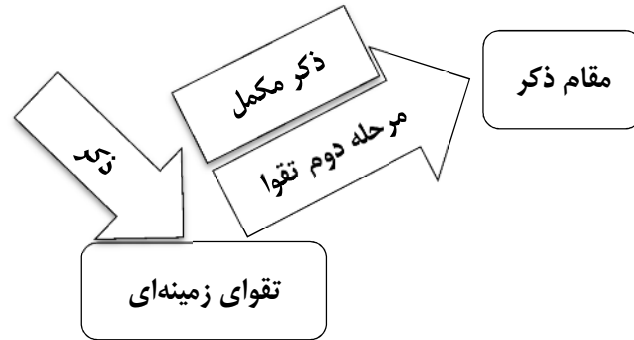 مقام ذکر
ذکر مکمل
مرحله دوم تقوا
ذکر
تقوای زمینه‌ای